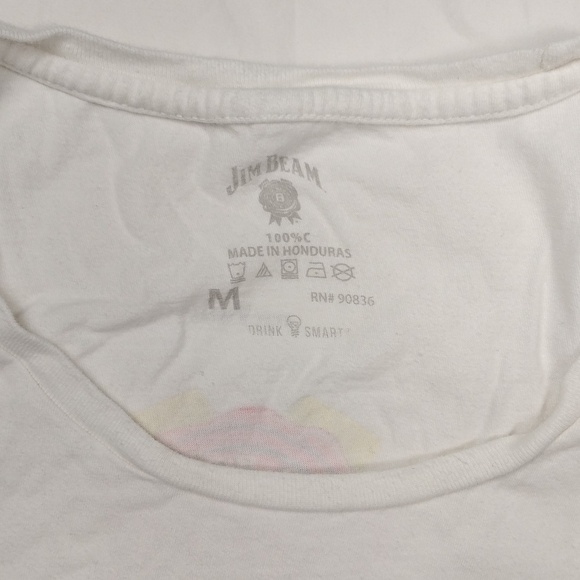 JIM BEAM
B
100%C
MADE IN HONDURAS
M
RN# 90836
DRINK SMART